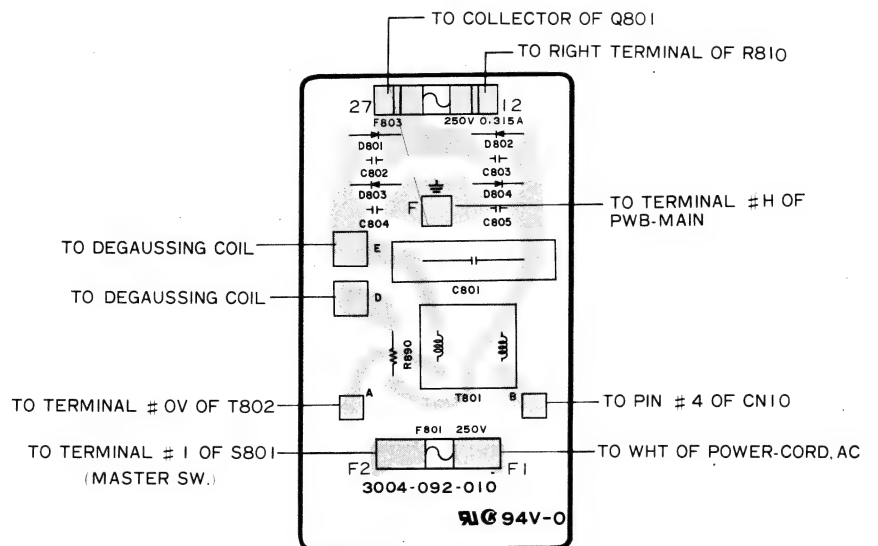 TO COLLECTOR OF Q801
TO RIGHT TERMINAL OF R810
27
12
F803
250V 0.315A
D801
D802
C802
C803
D803
D804
C804
C805
F
TO TERMINAL #H OF
PWB-MAIN
TO DEGAUSSING COIL
E
C801
TO DEGAUSSING COIL
D
R890
A
T801
B
TO TERMINAL # 0V OF T802
TO PIN # 4 OF CN10
TO TERMINAL # 1 OF S801
(MASTER SW.)
F801 250V
TO WHT OF POWER-CORD, AC
F2
F1
3004-092-010
94V-0